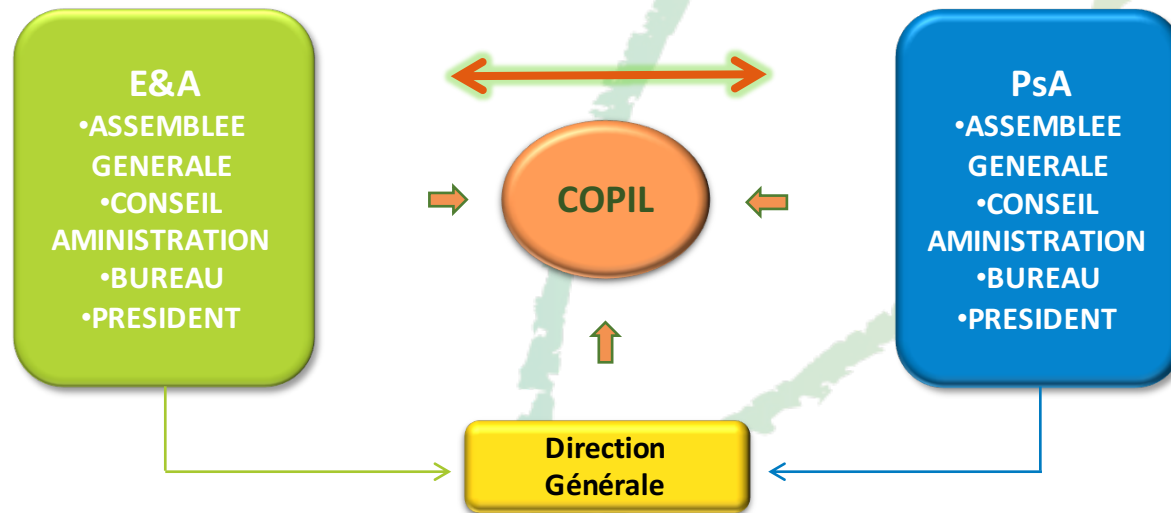 E&A
•ASSEMBLEE
GENERALE
•CONSEIL
AMINISTRATION
•BUREAU
•PRESIDENT
COPIL
PsA
•ASSEMBLEE
GENERALE
•CONSEIL
AMINISTRATION
•BUREAU
•PRESIDENT
Direction
Générale